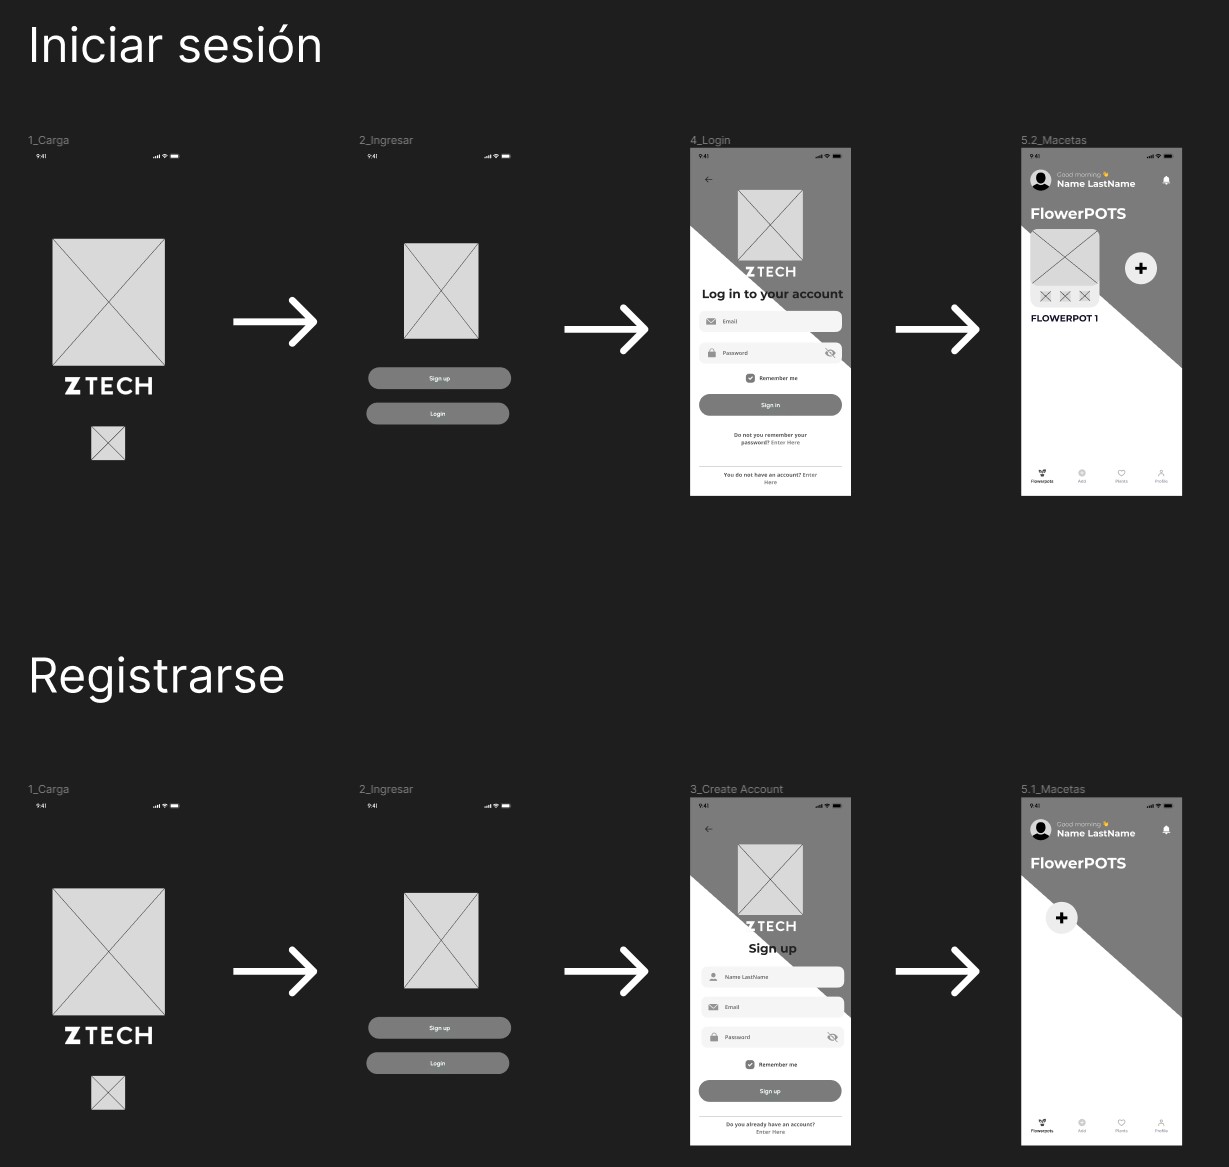 Iniciar sesión
1_Carga
9:41
ZTECH
2_Ingresar
9:41
Sign up
Login
4_Login
9:41
ZTECH
Log in to your account
Email
Password
Remember me
Sign in
Do not you remember your
password? Enter Here
You do not have an account? Enter
Here
5.2_Macetas
9:41
Good morning 👋
Name LastName
FlowerPOTS
FLOWERPOT 1
Flowerpots
Add
Plants
Profile
Registrarse
1_Carga
9:41
ZTECH
2_Ingresar
9:41
Sign up
Login
3_Create Account
9:41
ZTECH
Sign up
Name LastName
Email
Password
Remember me
Sign up
Do you already have an account?
Enter Here
5.1_Macetas
9:41
Good morning 👋
Name LastName
FlowerPOTS
Flowerpots
Add
Plants
Profile